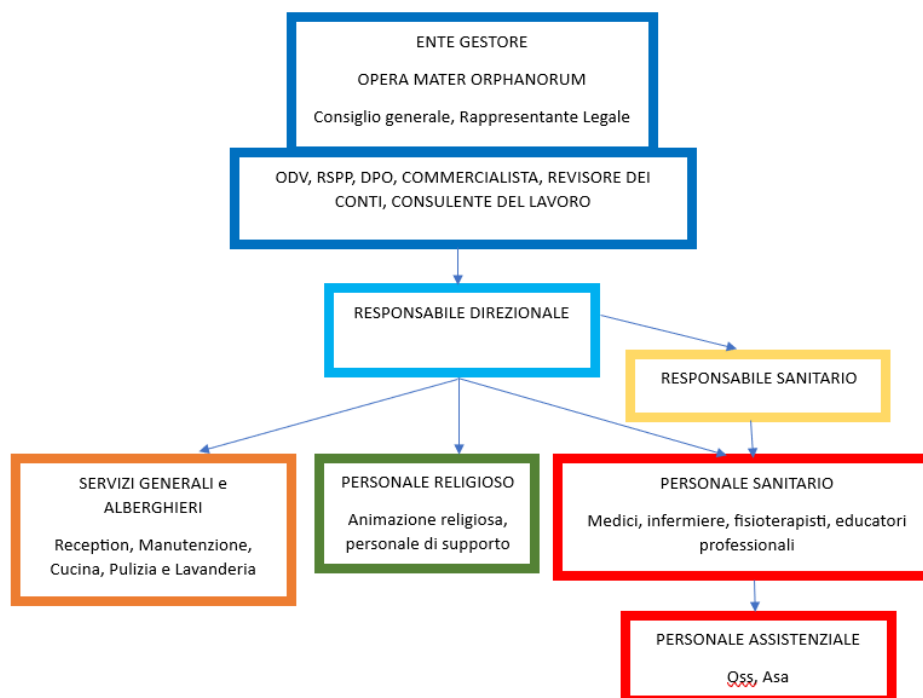 ENTE GESTORE
OPERA MATER ORPHANORUM
Consiglio generale, Rappresentante Legale
ODV, RSPP, DPO, COMMERCIALISTA, REVISORE DEI
CONTI, CONSULENTE DEL LAVORO
RESPONSABILE DIREZIONALE
RESPONSABILE SANITARIO
SERVIZI GENERALI e
ALBERGHIERI
Reception, Manutenzione,
Cucina, Pulizia e Lavanderia
PERSONALE RELIGIOSO
Animazione religiosa,
personale di supporto
PERSONALE SANITARIO
Medici, infermiere, fisioterapisti, educatori
professionali
PERSONALE ASSISTENZIALE
Oss, Asa